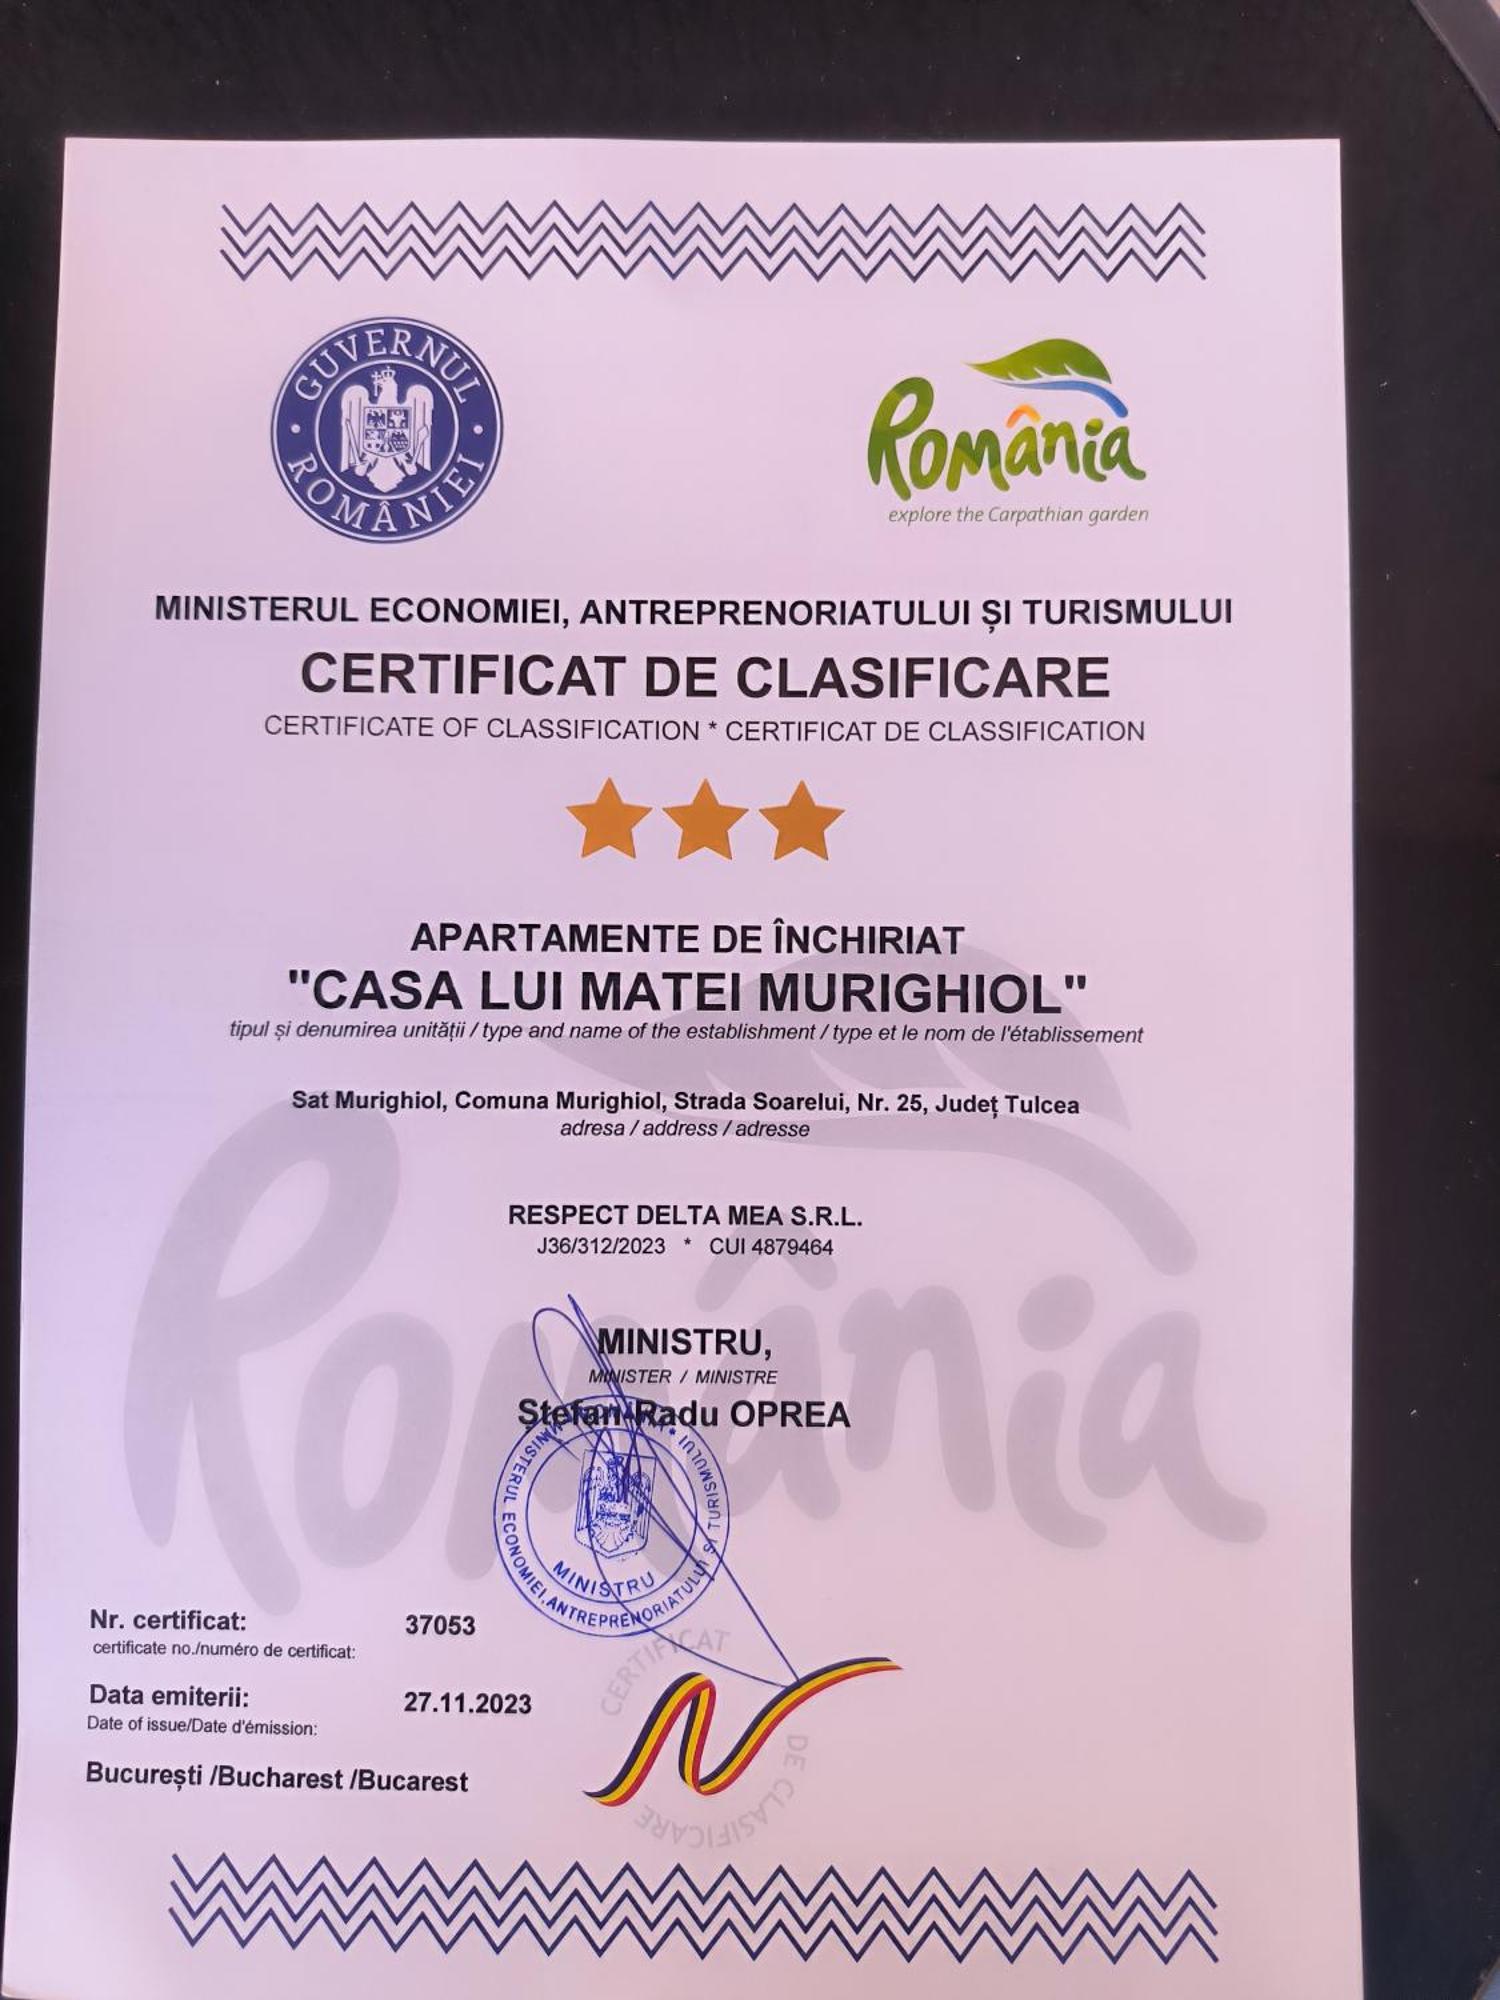 GUVERNUL ROMÂNIEI
România
explore the Carpathian garden
MINISTERUL ECONOMIEI, ANTREPRENORIATULUI ȘI TURISMULUI
CERTIFICAT DE CLASIFICARE
CERTIFICATE OF CLASSIFICATION * CERTIFICAT DE CLASSIFICATION
APARTAMENTE DE ÎNCHIRIAT
"CASA LUI MATEI MURIGHIOL"
tipul și denumirea unității / type and name of the establishment / type et le nom de l'établissement
Sat Murighiol, Comuna Murighiol, Strada Soarelui, Nr. 25, Județ Tulcea
adresa / address / adresse
RESPECT DELTA MEA S.R.L.
J36/312/2023 * CUI 4879464
MINISTRU,
MINISTER / MINISTRE
Ștefan-Radu OPREA
ROMÂNIA * MINISTERUL ECONOMIEI, ANTREPRENORIATULUI ȘI TURISMULUI *
MINISTRU
România
Nr. certificat: 37053
certificate no./numéro de certificat:
Data emiterii: 27.11.2023
Date of issue/Date d'émission:
București /Bucharest /Bucarest
CERTIFICAT DE CLASIFICARE